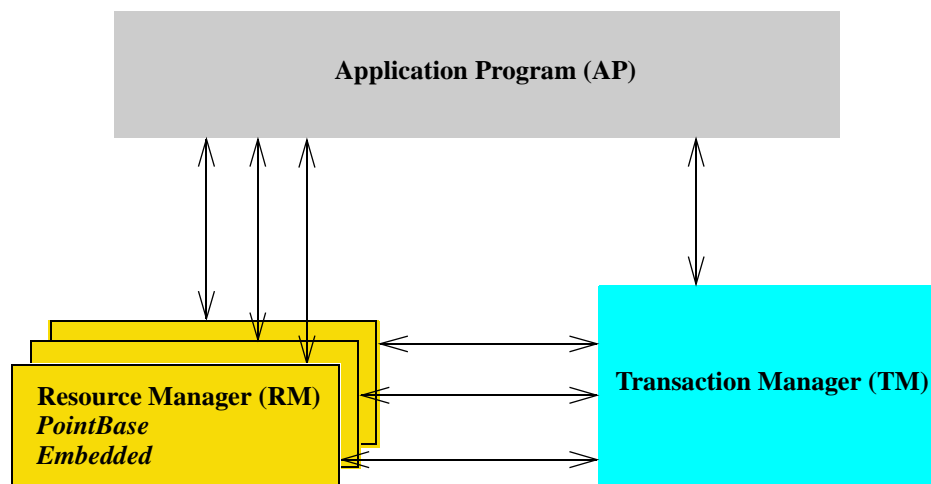 Application Program (AP)
Resource Manager (RM)
PointBase
Embedded
Transaction Manager (TM)